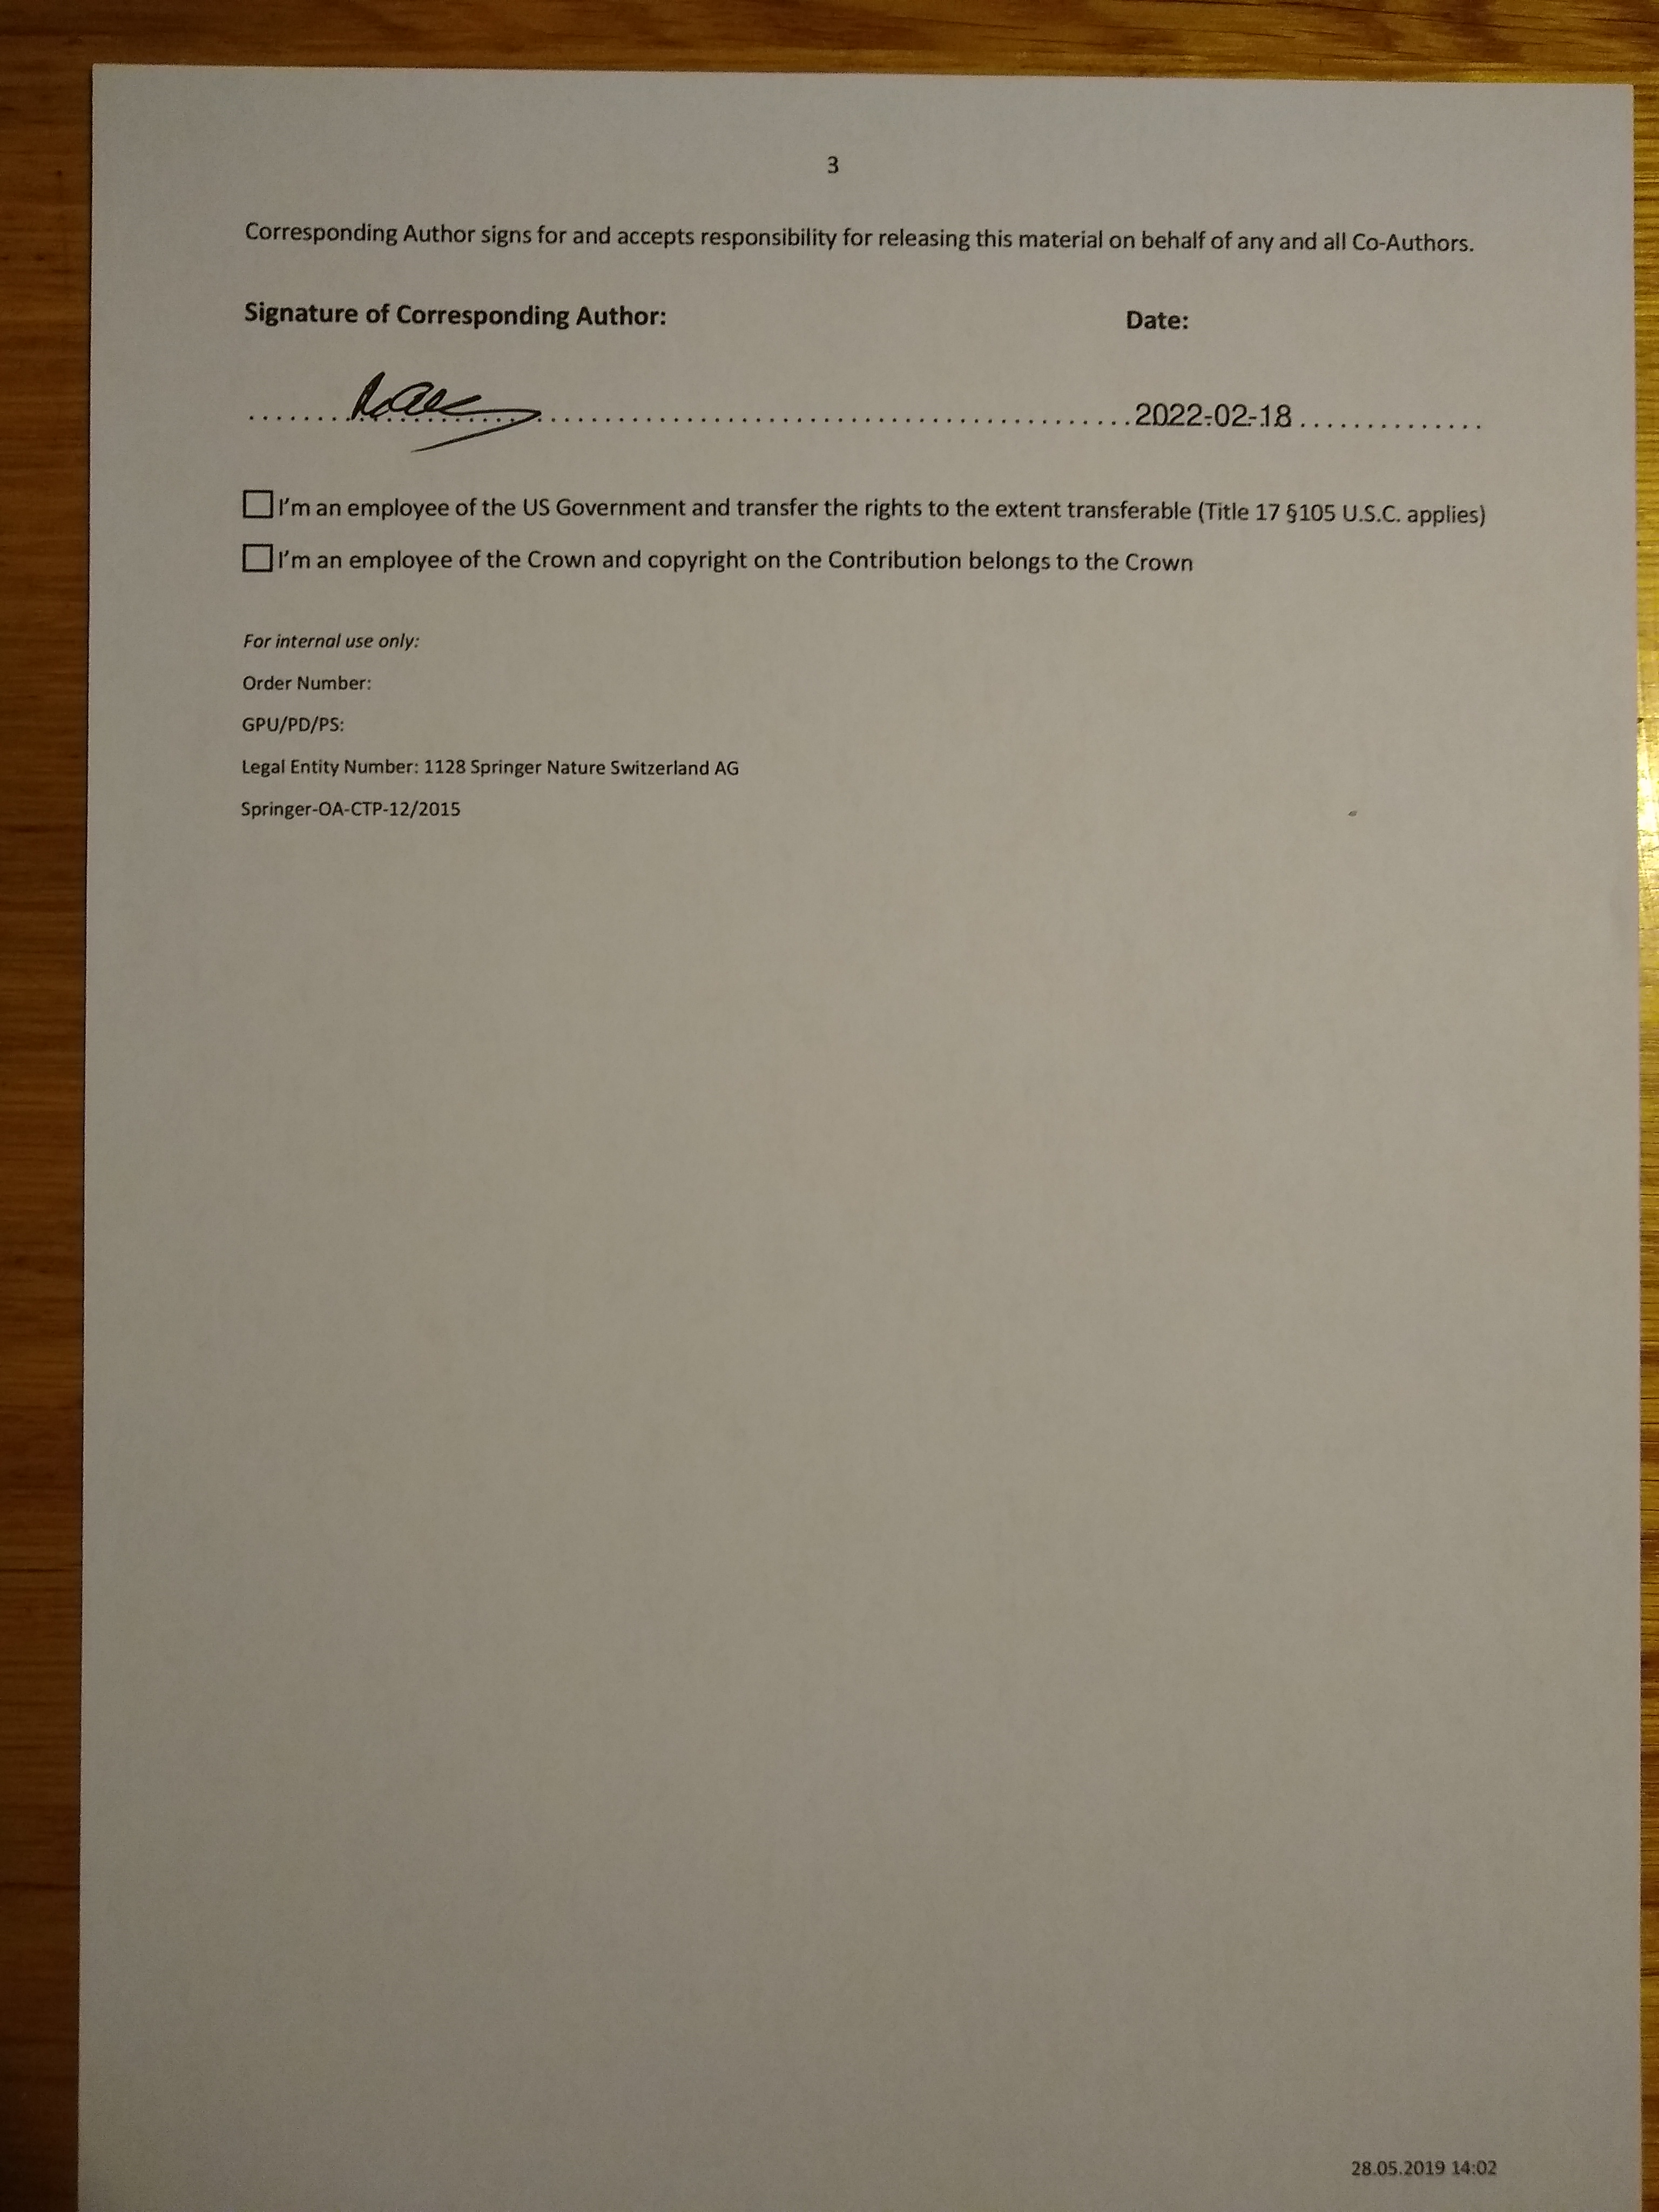 3
Corresponding Author signs for and accepts responsibility for releasing this material on behalf of any and all Co-Authors.
Signature of Corresponding Author: Date:
2022-02-18
I'm an employee of the US Government and transfer the rights to the extent transferable (Title 17 §105 U.S.C. applies)
I'm an employee of the Crown and copyright on the Contribution belongs to the Crown
For internal use only:
Order Number:
GPU/PD/PS:
Legal Entity Number: 1128 Springer Nature Switzerland AG
Springer-OA-CTP-12/2015
28.05.2019 14:02